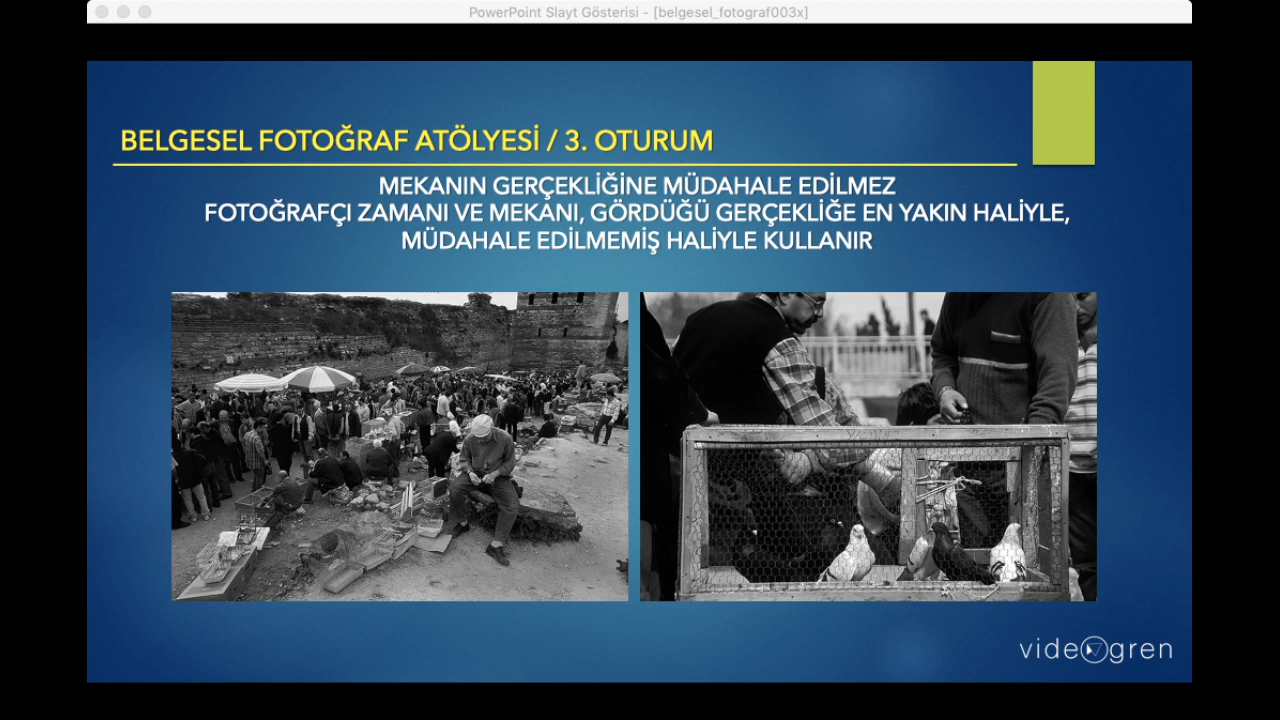 PowerPoint Slayt Gösterisi - [belgesel_fotograf003x]
BELGESEL FOTOĞRAF ATÖLYESİ / 3. OTURUM
MEKANIN GERÇEKLİĞİNE MÜDAHALE EDİLMEZ
FOTOĞRAFÇI ZAMANI VE MEKANI, GÖRDÜĞÜ GERÇEKLİĞE EN YAKIN HALİYLE,
MÜDAHALE EDİLMEMİŞ HALİYLE KULLANIR
videogren